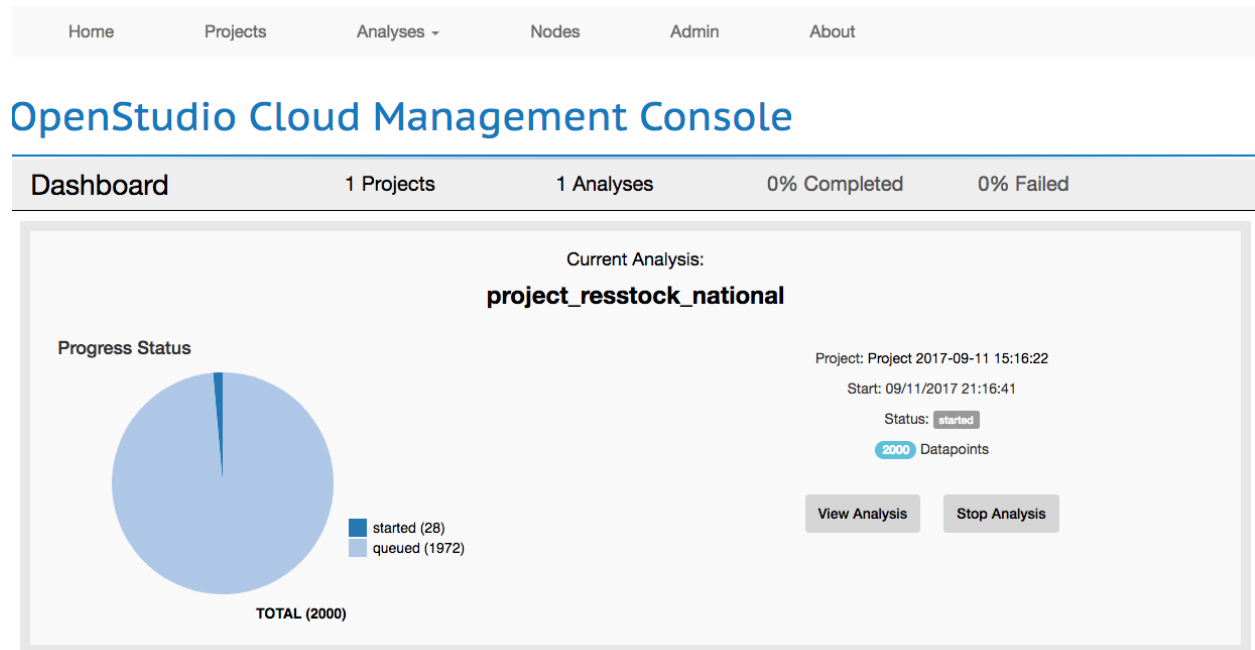 Home Projects Analyses Nodes Admin About
OpenStudio Cloud Management Console
Dashboard 1 Projects 1 Analyses 0% Completed 0% Failed
Current Analysis:
project_resstock_national
Progress Status
started (28)
queued (1972)
TOTAL (2000)
Project: Project 2017-09-11 15:16:22
Start: 09/11/2017 21:16:41
Status: started
2000 Datapoints
View Analysis Stop Analysis